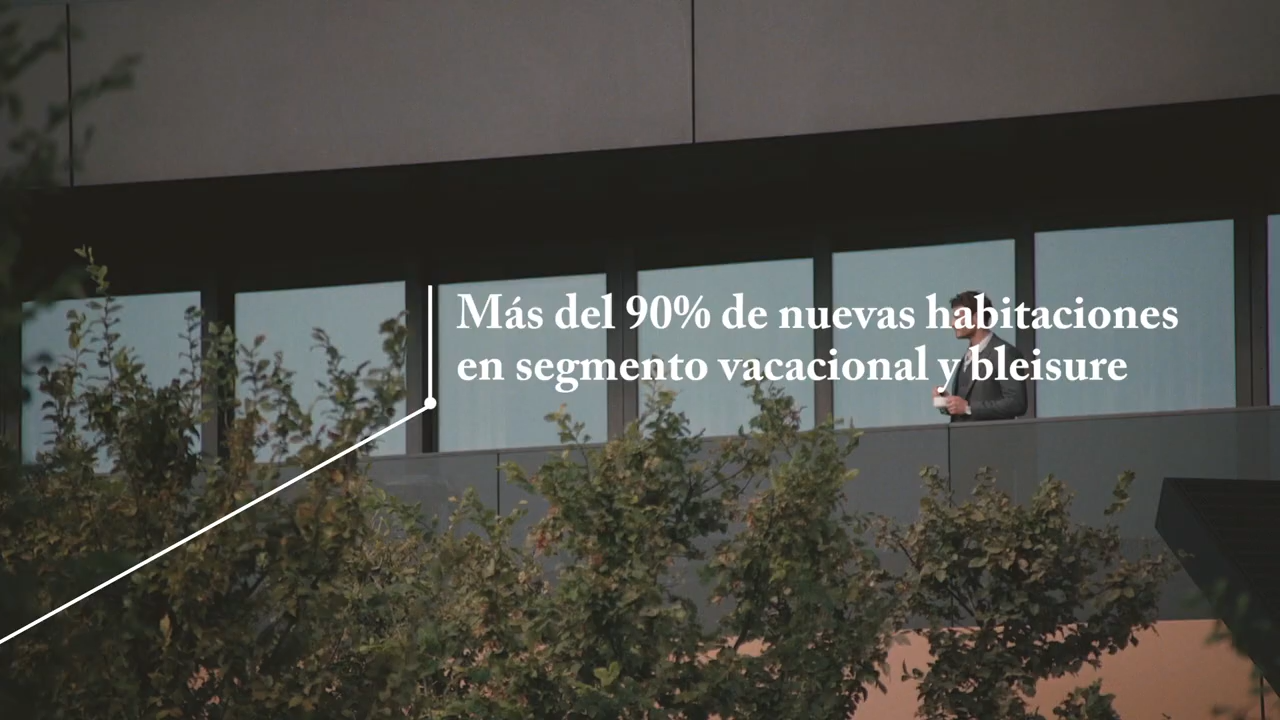 Más del 90% de nuevas habitaciones
en segmento vacacional y bleisure